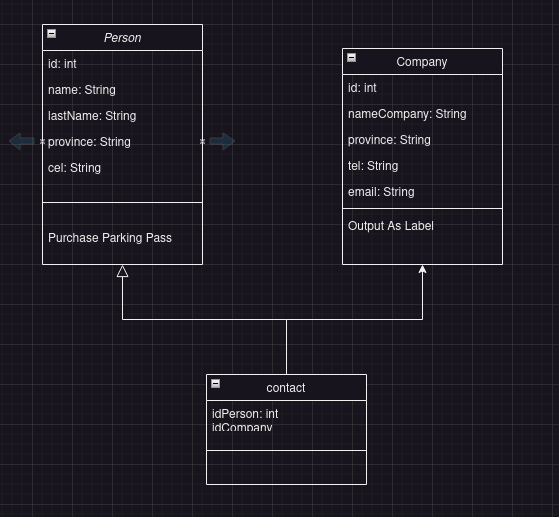 Person
id: int
name: String
lastName: String
province: String
cel: String
Purchase Parking Pass
Company
id: int
nameCompany: String
province: String
tel: String
email: String
Output As Label
contact
idPerson: int
idCompany